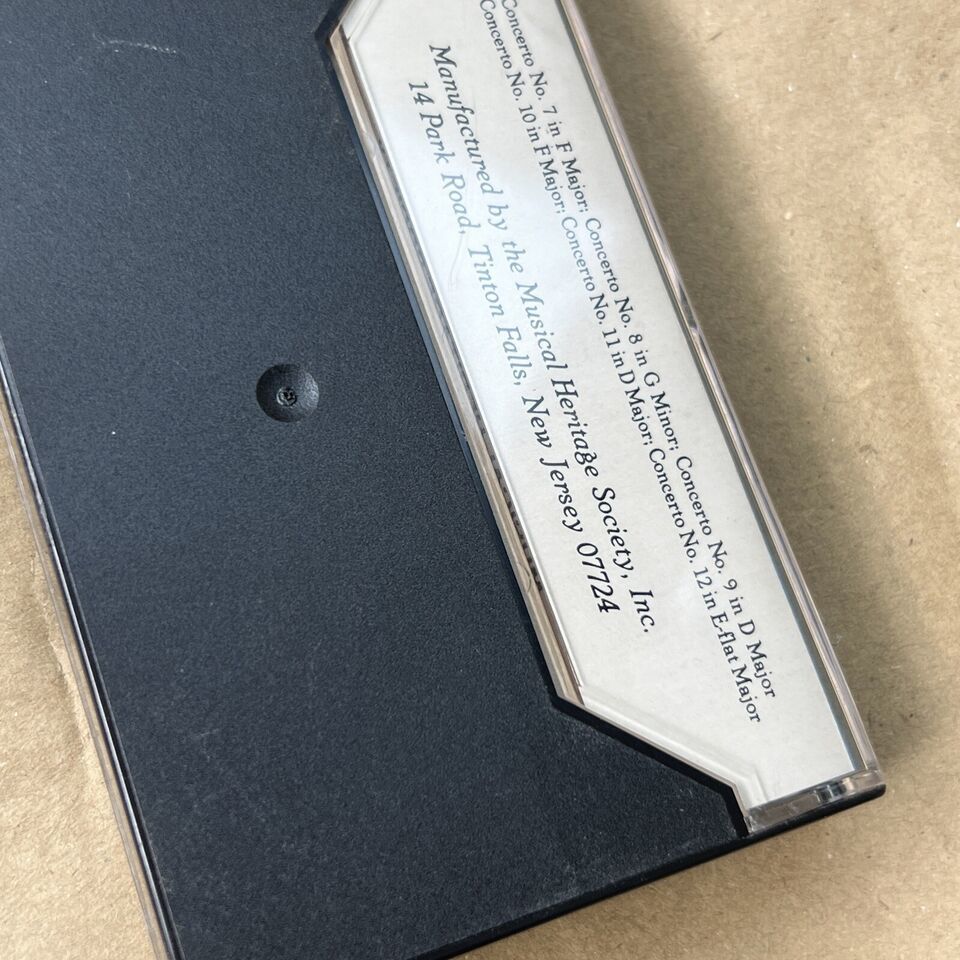 Concerto No. 7 in F Major; Concerto No. 8 in G Minor; Concerto No. 9 in D Major
Concerto No. 10 in F Major; Concerto No. 11 in D Major; Concerto No. 12 in E-flat Major
Manufactured by the Musical Heritage Society, Inc.
14 Park Road, Tinton Falls, New Jersey 07724